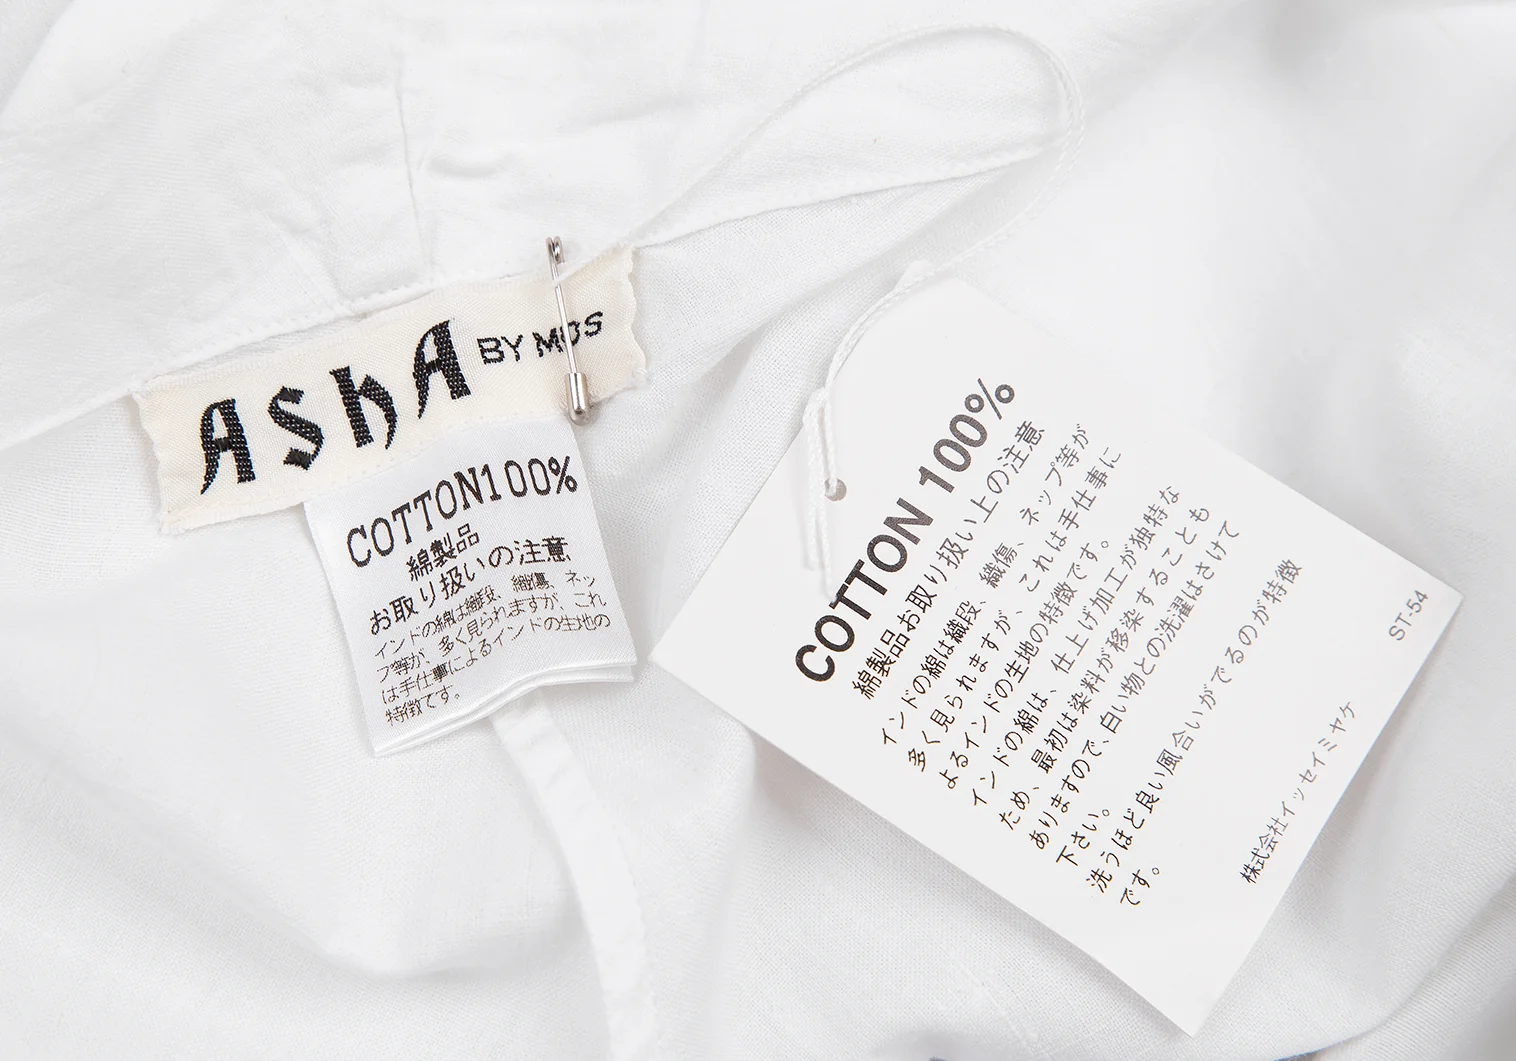 ASHA BY MOS
COTTON100%
綿製品
お取り扱いの注意
インドの綿は織段、織傷、ネッ
プ等が、多く見られますが、これ
は手仕事によるインドの生地の
特徴です。
COTTON 100%
綿製品お取り扱い上の注意
インドの綿は織段、織傷、ネップ等が
多く見られますが、これは手仕事に
よるインドの生地の特徴です。
インドの綿は、仕上げ加工が独特な
ため、最初は染料が移染することも
ありますので、白い物との洗濯はさけて
下さい。
洗うほど良い風合いがでるのが特徴
です。
株式会社イッセイミヤケ
ST-54